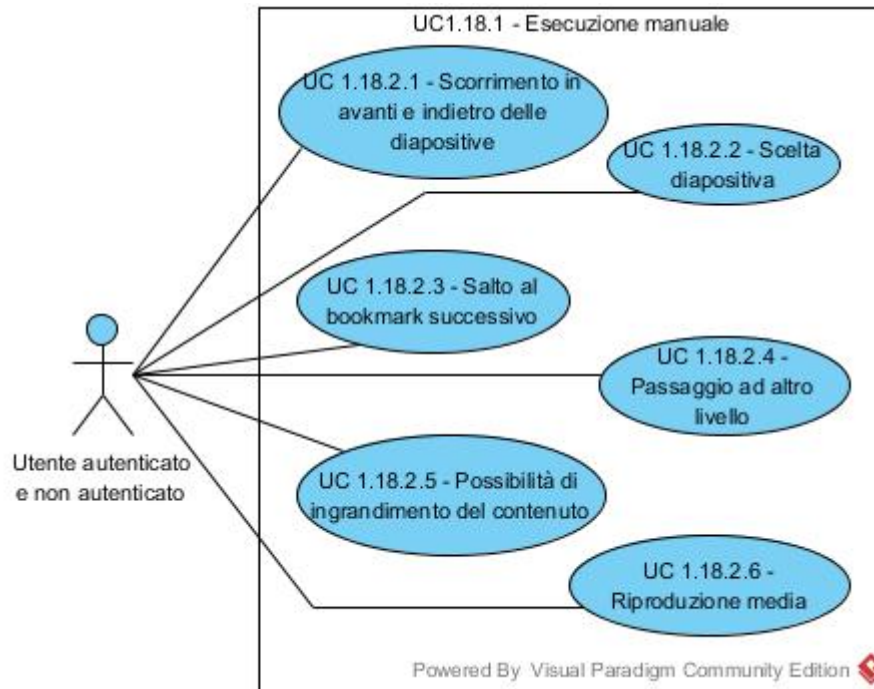 UC1.18.1 - Esecuzione manuale
UC 1.18.2.1 - Scorrimento in
avanti e indietro delle
diapositive
UC 1.18.2.2 - Scelta
diapositiva
UC 1.18.2.3 - Salto al
bookmark successivo
UC 1.18.2.4 -
Passaggio ad altro
livello
Utente autenticato
e non autenticato
UC 1.18.2.5 - Possibilità di
ingrandimento del contenuto
UC 1.18.2.6 -
Riproduzione media
Powered By Visual Paradigm Community Edition